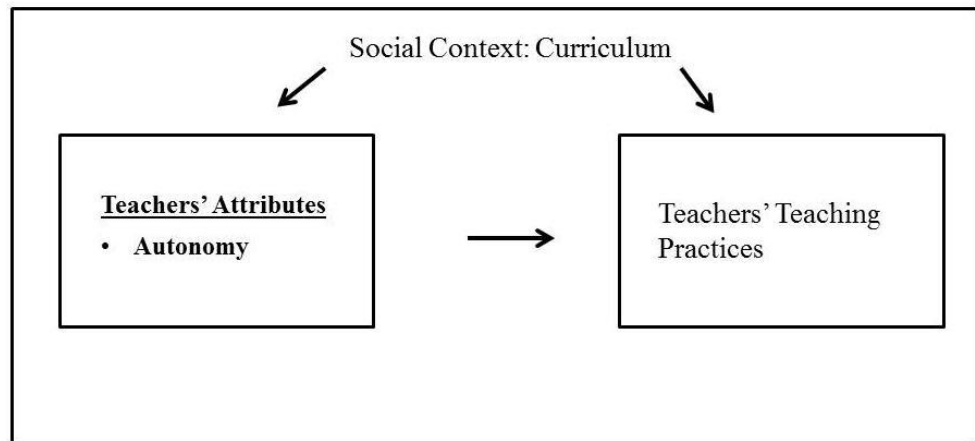 Social Context: Curriculum
Teachers’ Attributes
• Autonomy
Teachers’ Teaching
Practices